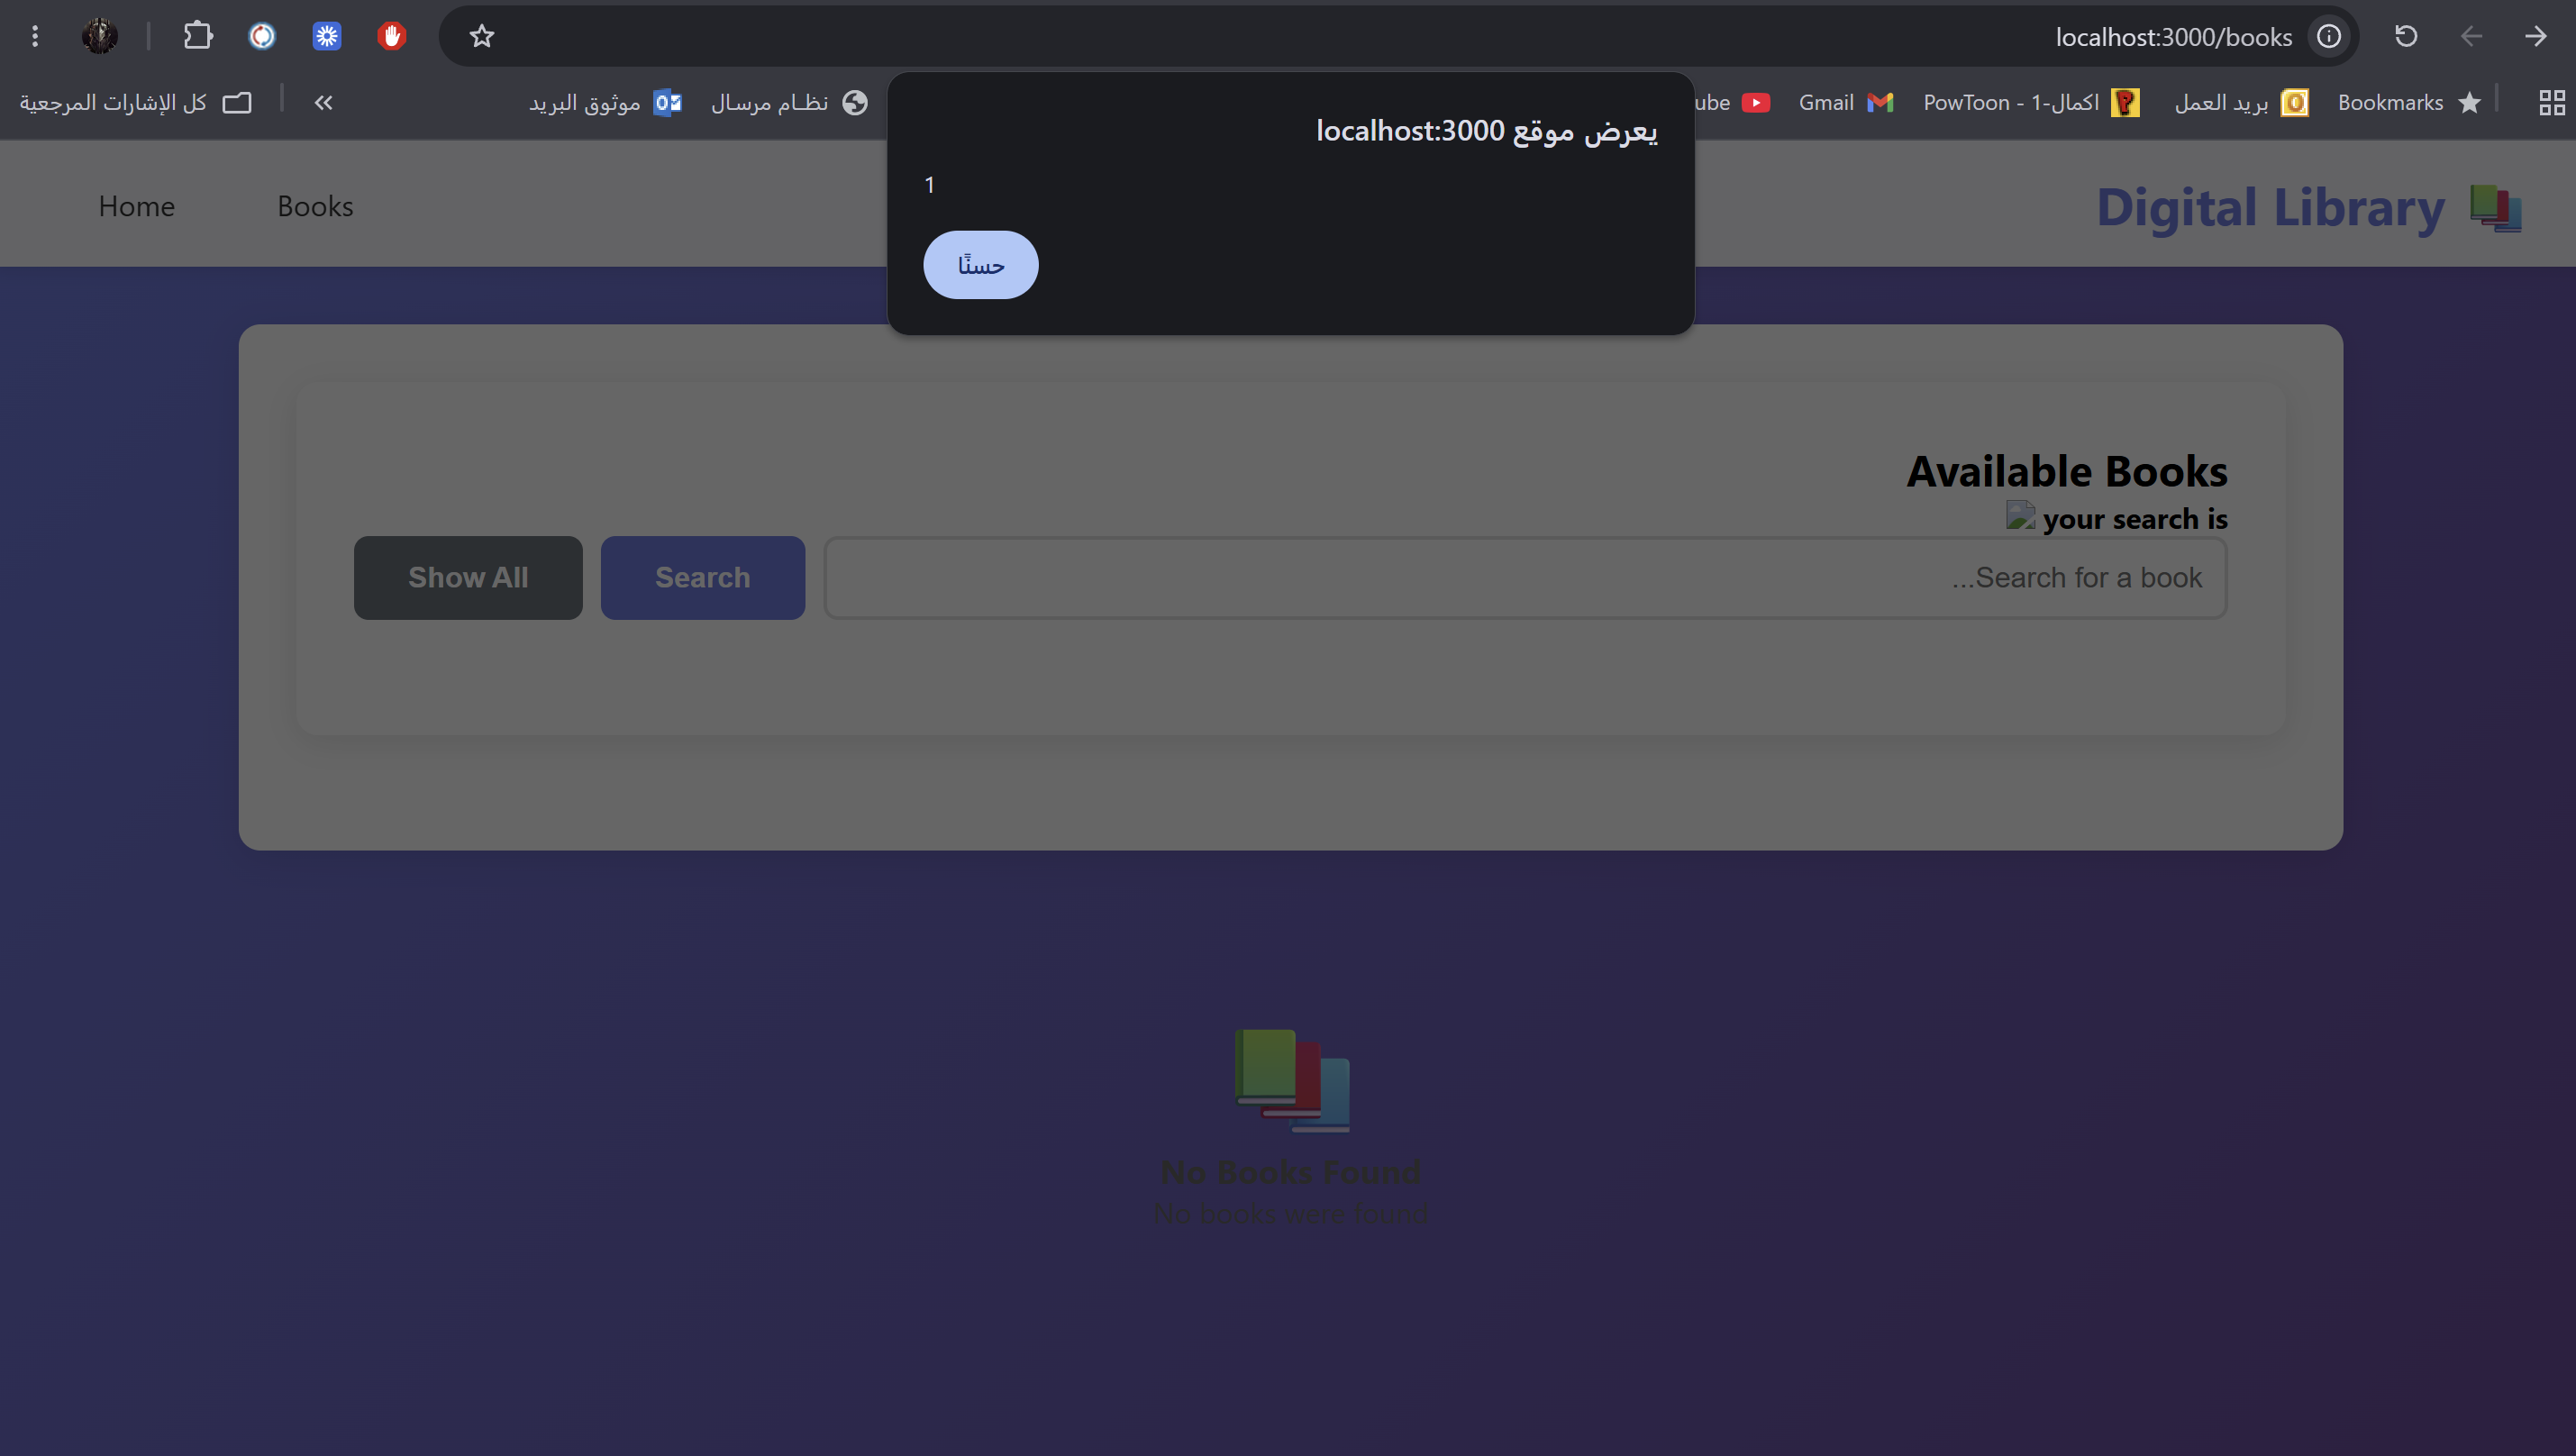 localhost:3000/books
Bookmarks
بريد العمل
PowToon - اكمال-1
Gmail
ube
نظـام مرسـال
موثوق البريد
كل الإشارات المرجعية
يعرض موقع localhost:3000
1
حسنًا
Digital Library
Home
Books
Available Books
your search is
Search for a book...
Search
Show All
No Books Found
No books were found